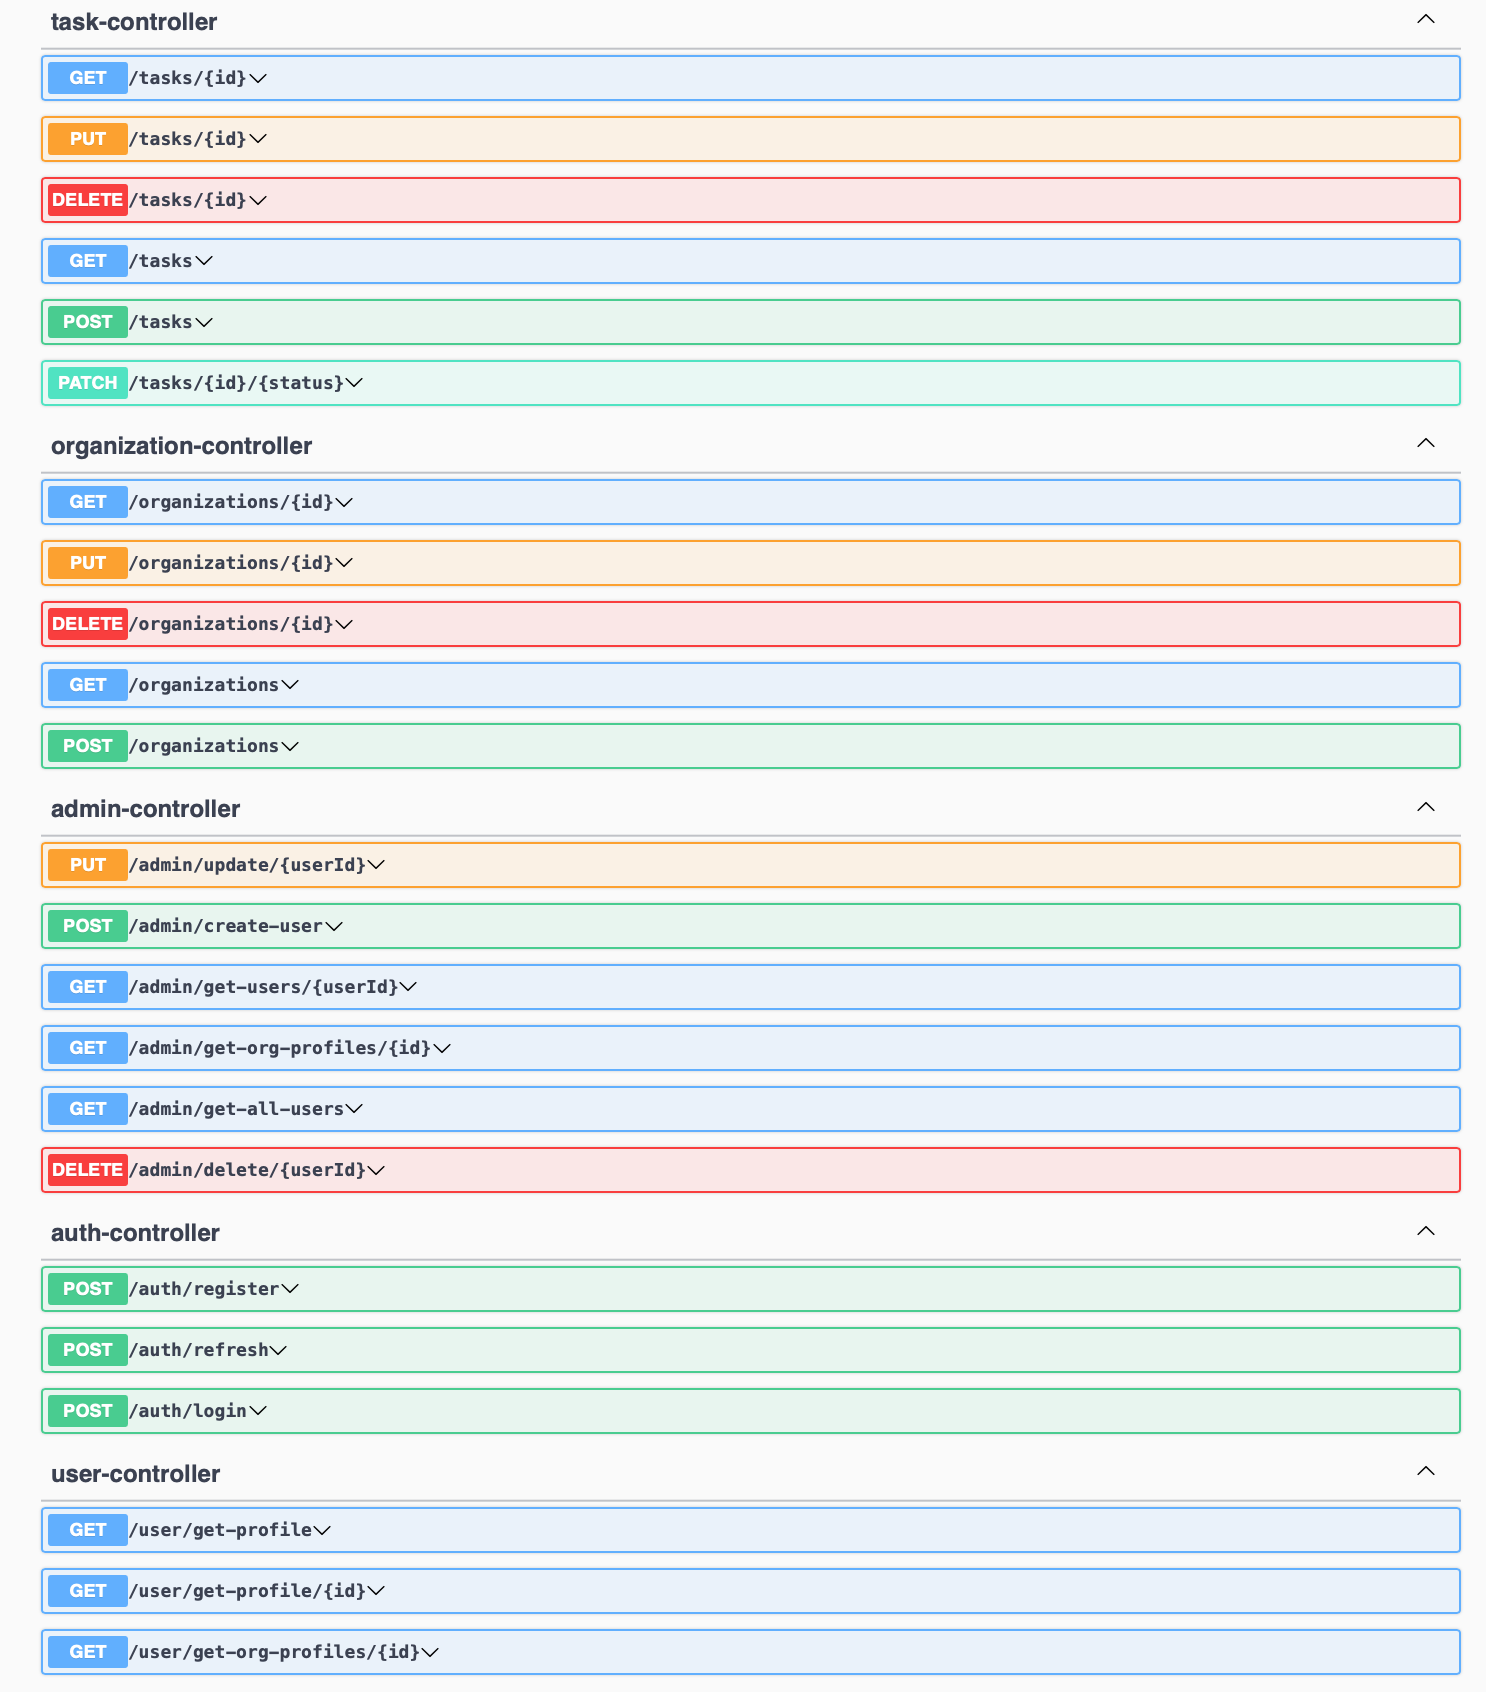 task-controller
GET /tasks/{id}
PUT /tasks/{id}
DELETE /tasks/{id}
GET /tasks
POST /tasks
PATCH /tasks/{id}/{status}
organization-controller
GET /organizations/{id}
PUT /organizations/{id}
DELETE /organizations/{id}
GET /organizations
POST /organizations
admin-controller
PUT /admin/update/{userId}
POST /admin/create-user
GET /admin/get-users/{userId}
GET /admin/get-org-profiles/{id}
GET /admin/get-all-users
DELETE /admin/delete/{userId}
auth-controller
POST /auth/register
POST /auth/refresh
POST /auth/login
user-controller
GET /user/get-profile
GET /user/get-profile/{id}
GET /user/get-org-profiles/{id}